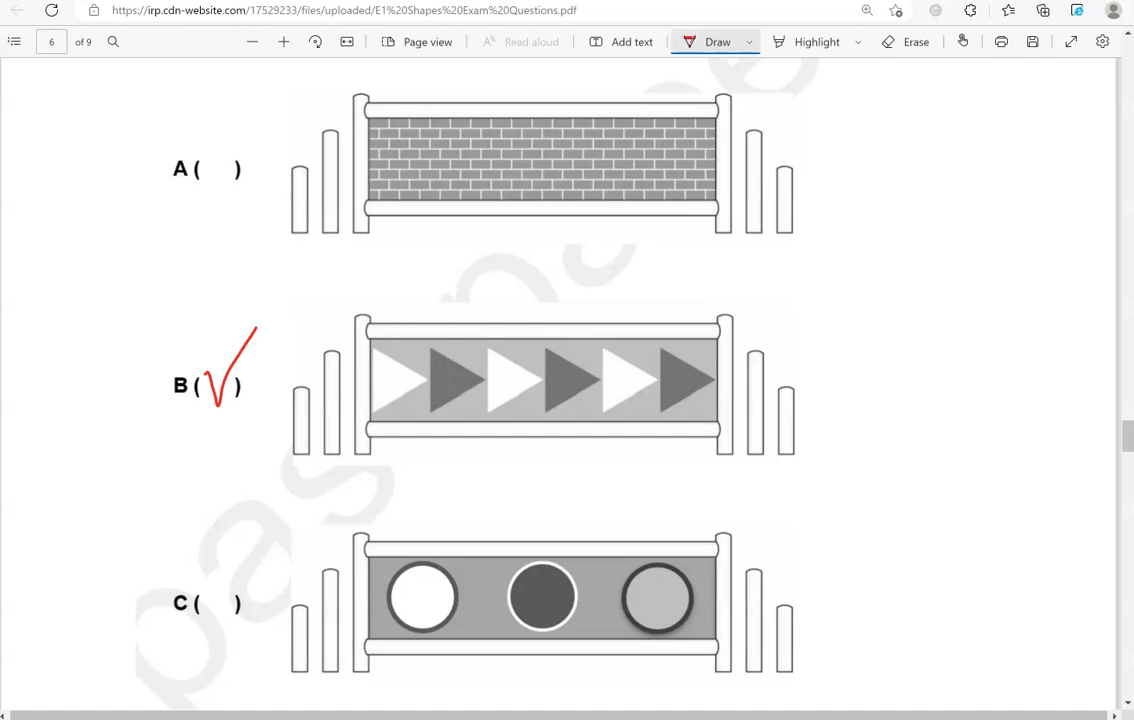 https://irp.cdn-website.com/17529233/files/uploaded/E1%20Shapes%20Exam%20Questions.pdf
6 of 9 Page view Read aloud Add text Draw Highlight Erase
A ( )
B ( √ )
C ( )